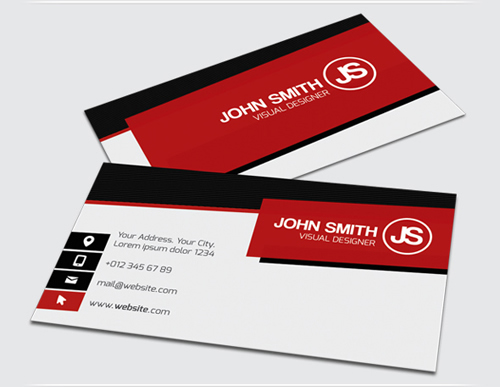 JOHN SMITH
VISUAL DESIGNER
JS
JOHN SMITH
VISUAL DESIGNER
JS
Your Address. Your City.
Lorem ipsum dolor 1234
+012 345 67 89
mail@website.com
www.website.com